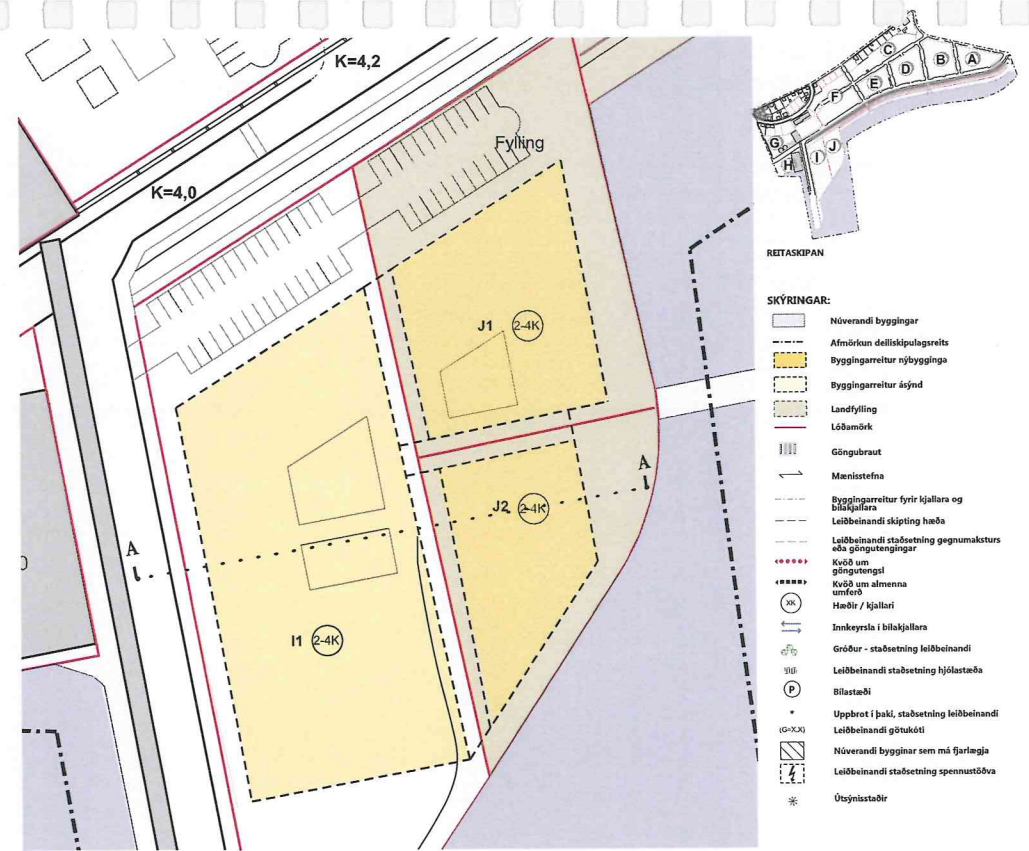 K=4,2
K=4,0
Fylling
J1 2-4K
A
J2 2-4K
A
I1 2-4K
C
A
B
D
E
F
G
H
I
J
REITASKIPAN
SKÝRINGAR:
Núverandi byggingar
Afmörkun deiliskipulagsreits
Byggingarreitur nýbygginga
Byggingarreitur ásýnd
Landfylling
Lóðamörk
Göngubraut
Mænisstefna
Byggingarreitur fyrir kjallara og
bílakjallara
Leiðbeinandi skipting hæða
Leiðbeinandi staðsetning gegnumaksturs
eða göngutengingar
Kvöð um
göngutengsl
Kvöð um almenna
umferð
XK Hæðir / kjallari
Innkeyrsla í bílakjallara
Gróður - staðsetning leiðbeinandi
Leiðbeinandi staðsetning hjólastæða
P Bílastæði
Uppbrot í þaki, staðsetning leiðbeinandi
(G=X.X) Leiðbeinandi götukóti
Núverandi bygginar sem má fjarlægja
Leiðbeinandi staðsetning spennustöðva
Útsýnisstaðir